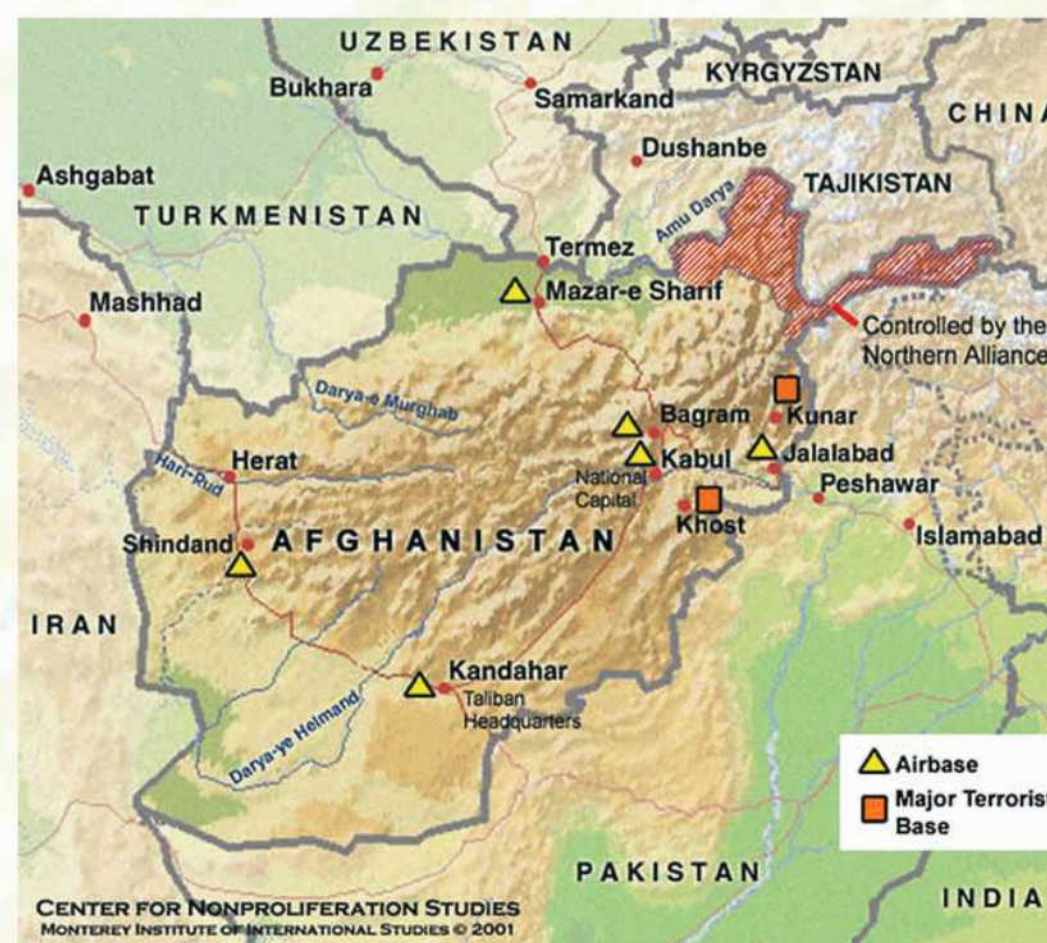 UZBEKISTAN
Bukhara
Samarkand
KYRGYZSTAN
CHINA
Dushanbe
Ashgabat
TAJIKISTAN
Amu Darya
TURKMENISTAN
Termez
Mashhad
Mazar-e Sharif
Controlled by the
Northern Alliance
Darya-e Murghab
Bagram
Kunar
Herat
Hari-Rud
Kabul
National
Capital
Jalalabad
Peshawar
Khost
Islamabad
Shindand
AFGHANISTAN
IRAN
Kandahar
Taliban
Headquarters
Darya-ye Helmand
Airbase
Major Terrorist
Base
PAKISTAN
INDIA
CENTER FOR NONPROLIFERATION STUDIES
MONTEREY INSTITUTE OF INTERNATIONAL STUDIES © 2001